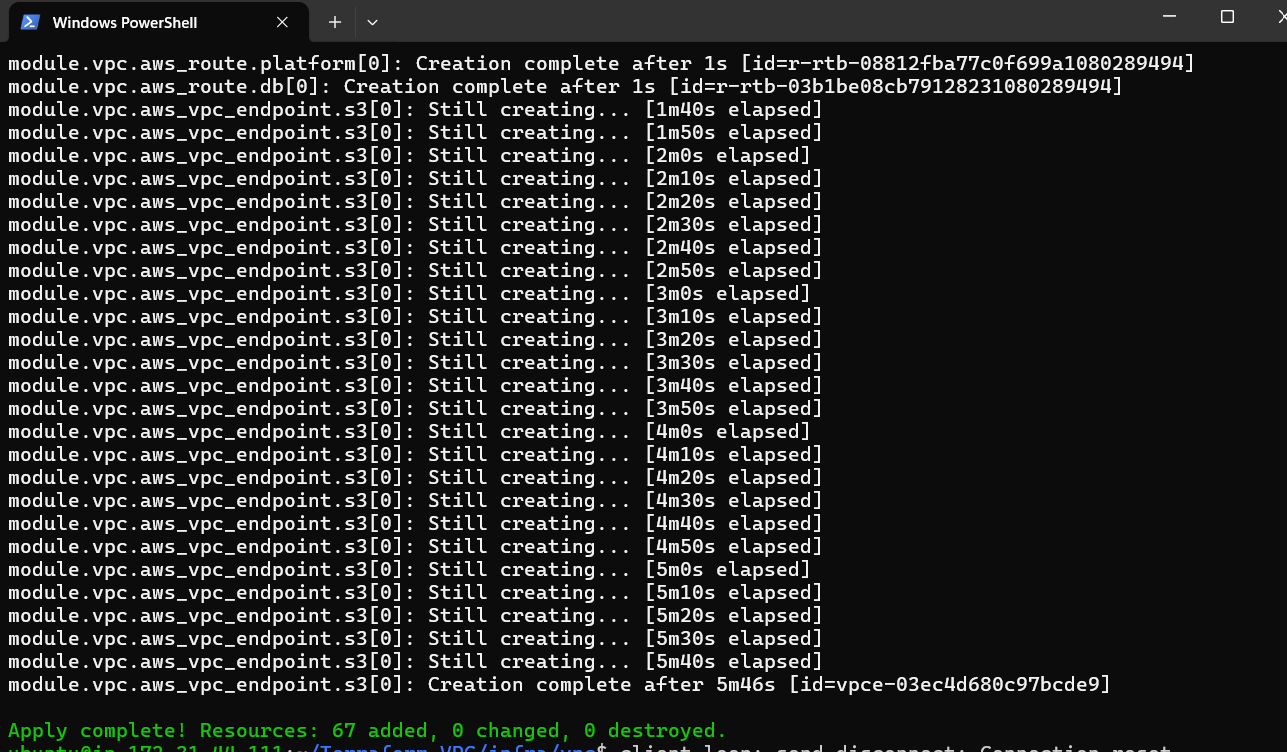 Windows PowerShell
module.vpc.aws_route.platform[0]: Creation complete after 1s [id=r-rtb-08812fba77c0f699a1080289494]
module.vpc.aws_route.db[0]: Creation complete after 1s [id=r-rtb-03b1be08cb79128231080289494]
module.vpc.aws_vpc_endpoint.s3[0]: Still creating... [1m40s elapsed]
module.vpc.aws_vpc_endpoint.s3[0]: Still creating... [1m50s elapsed]
module.vpc.aws_vpc_endpoint.s3[0]: Still creating... [2m0s elapsed]
module.vpc.aws_vpc_endpoint.s3[0]: Still creating... [2m10s elapsed]
module.vpc.aws_vpc_endpoint.s3[0]: Still creating... [2m20s elapsed]
module.vpc.aws_vpc_endpoint.s3[0]: Still creating... [2m30s elapsed]
module.vpc.aws_vpc_endpoint.s3[0]: Still creating... [2m40s elapsed]
module.vpc.aws_vpc_endpoint.s3[0]: Still creating... [2m50s elapsed]
module.vpc.aws_vpc_endpoint.s3[0]: Still creating... [3m0s elapsed]
module.vpc.aws_vpc_endpoint.s3[0]: Still creating... [3m10s elapsed]
module.vpc.aws_vpc_endpoint.s3[0]: Still creating... [3m20s elapsed]
module.vpc.aws_vpc_endpoint.s3[0]: Still creating... [3m30s elapsed]
module.vpc.aws_vpc_endpoint.s3[0]: Still creating... [3m40s elapsed]
module.vpc.aws_vpc_endpoint.s3[0]: Still creating... [3m50s elapsed]
module.vpc.aws_vpc_endpoint.s3[0]: Still creating... [4m0s elapsed]
module.vpc.aws_vpc_endpoint.s3[0]: Still creating... [4m10s elapsed]
module.vpc.aws_vpc_endpoint.s3[0]: Still creating... [4m20s elapsed]
module.vpc.aws_vpc_endpoint.s3[0]: Still creating... [4m30s elapsed]
module.vpc.aws_vpc_endpoint.s3[0]: Still creating... [4m40s elapsed]
module.vpc.aws_vpc_endpoint.s3[0]: Still creating... [4m50s elapsed]
module.vpc.aws_vpc_endpoint.s3[0]: Still creating... [5m0s elapsed]
module.vpc.aws_vpc_endpoint.s3[0]: Still creating... [5m10s elapsed]
module.vpc.aws_vpc_endpoint.s3[0]: Still creating... [5m20s elapsed]
module.vpc.aws_vpc_endpoint.s3[0]: Still creating... [5m30s elapsed]
module.vpc.aws_vpc_endpoint.s3[0]: Still creating... [5m40s elapsed]
module.vpc.aws_vpc_endpoint.s3[0]: Creation complete after 5m46s [id=vpce-03ec4d680c97bcde9]
Apply complete! Resources: 67 added, 0 changed, 0 destroyed.
client_loop: send disconnect: Connection reset